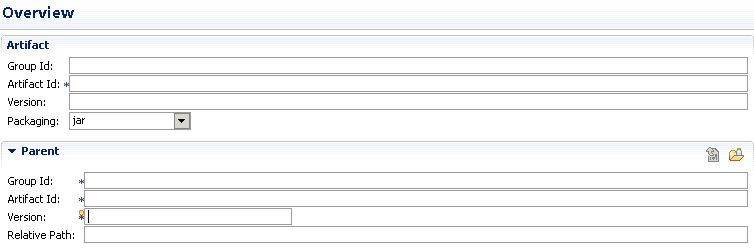 Overview
Artifact
Group Id:
Artifact Id: *
Version:
Packaging: jar
Parent
Group Id: *
Artifact Id: *
Version: *
Relative Path: